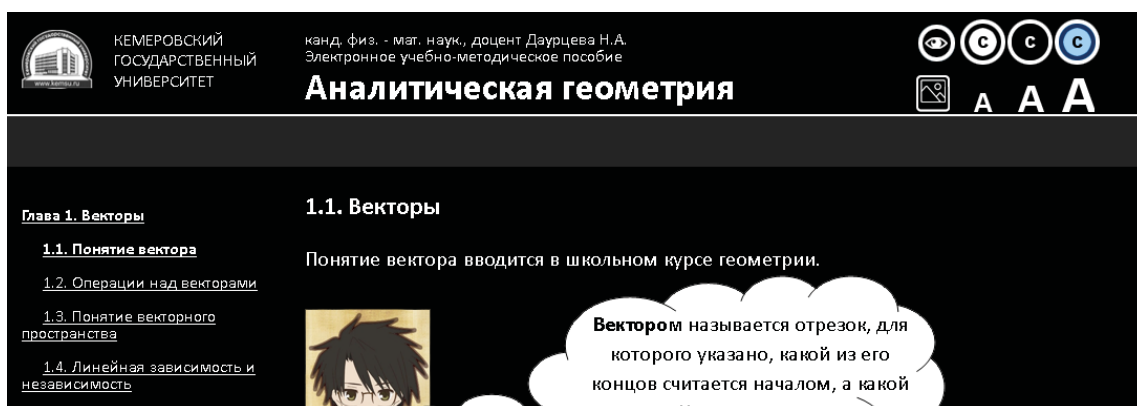 КЕМЕРОВСКИЙ
ГОСУДАРСТВЕННЫЙ
УНИВЕРСИТЕТ
www.kemsu.ru
канд. физ. - мат. наук., доцент Даурцева Н.А.
Электронное учебно-методическое пособие
Аналитическая геометрия
C C C
A A A
Глава 1. Векторы
1.1. Понятие вектора
1.2. Операции над векторами
1.3. Понятие векторного
пространства
1.4. Линейная зависимость и
независимость
1.1. Векторы
Понятие вектора вводится в школьном курсе геометрии.
Вектором называется отрезок, для
которого указано, какой из его
концов считается началом, а какой